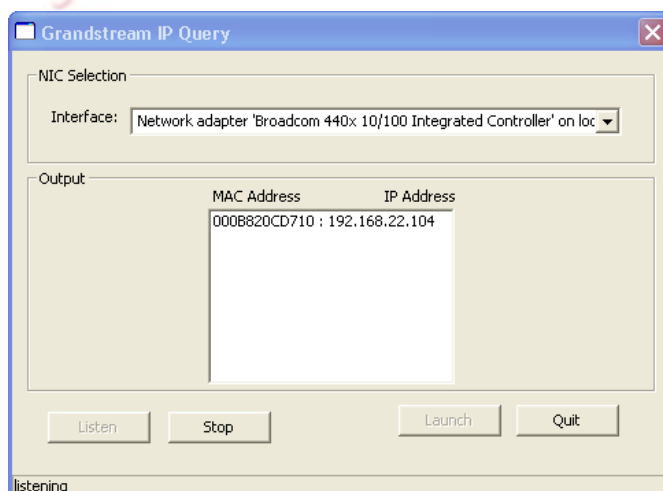 Grandstream IP Query
NIC Selection
Interface: Network adapter 'Broadcom 440x 10/100 Integrated Controller' on loc
Output
MAC Address IP Address
000B820CD710 : 192.168.22.104
Listen Stop Launch Quit
listening